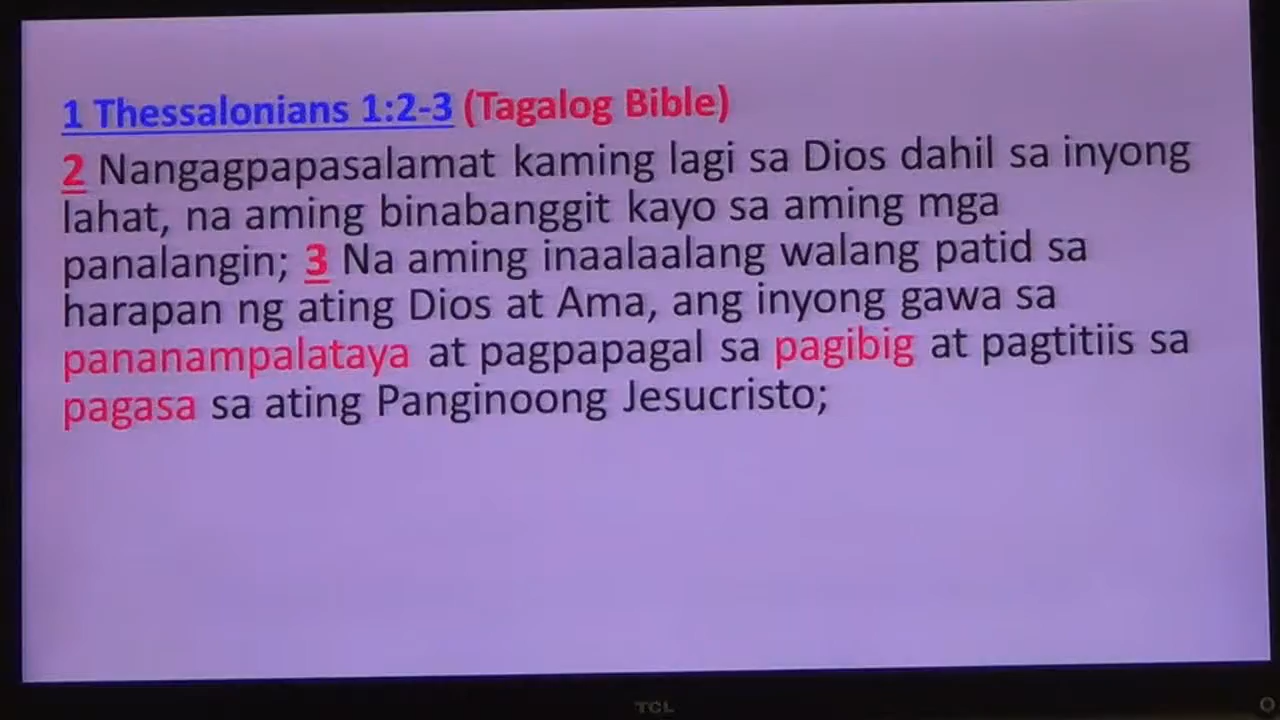 1 Thessalonians 1:2-3 (Tagalog Bible)
2 Nangagpapasalamat kaming lagi sa Dios dahil sa inyong
lahat, na aming binabanggit kayo sa aming mga
panalangin; 3 Na aming inaalaalang walang patid sa
harapan ng ating Dios at Ama, ang inyong gawa sa
pananampalataya at pagpapagal sa pagibig at pagtitiis sa
pagasa sa ating Panginoong Jesucristo;
TCL